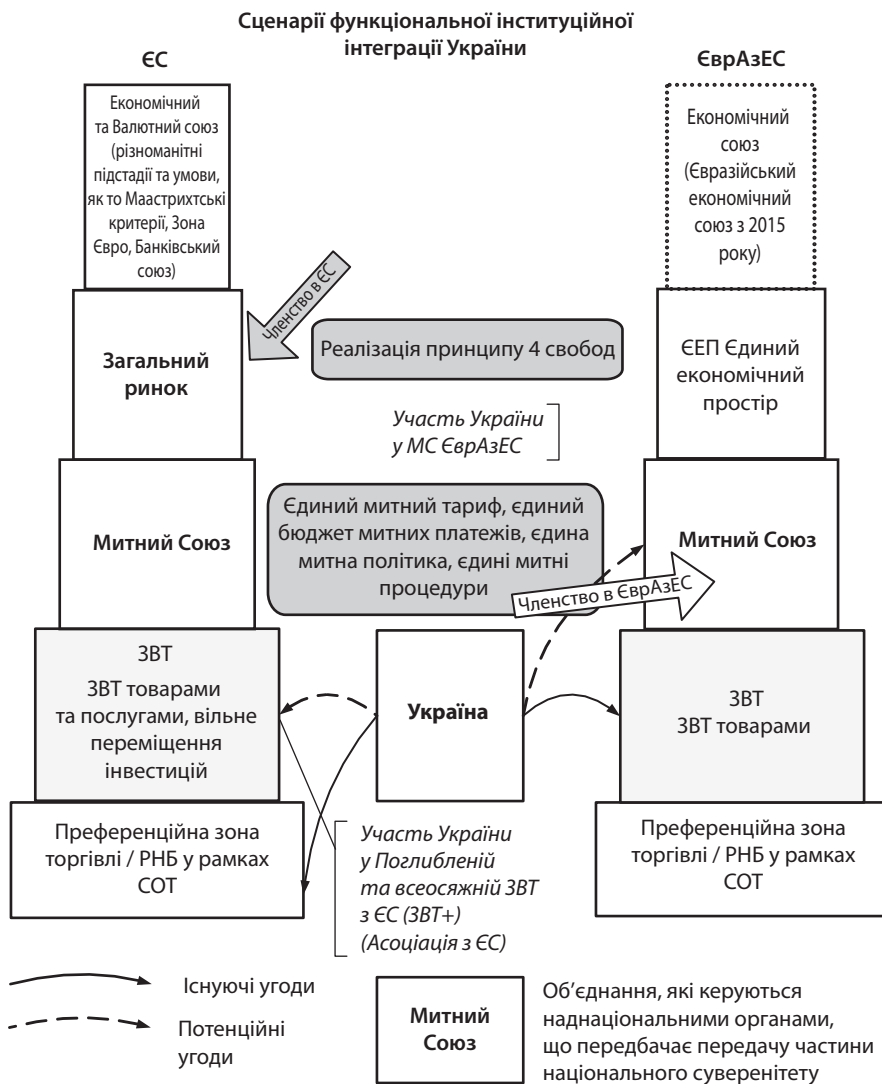 Сценарії функціональної інституційної
інтеграції України
ЄС
ЄврАзЕС
Економічний
та Валютний союз
(різноманітні
підстадії та умови,
як то Маастрихтські
критерії, Зона
Євро, Банківський
союз)
Економічний
союз
(Євразійський
економічний
союз з 2015
року)
Членство в ЄС
Загальний
ринок
Реалізація принципу 4 свобод
ЄЕП Єдиний
економічний
простір
Участь України
у МС ЄврАзЕС
Митний Союз
Єдиний митний тариф, єдиний
бюджет митних платежів, єдина
митна політика, єдині митні
процедури
Митний Союз
Членство в ЄврАзЕС
ЗВТ
ЗВТ товарами
та послугами, вільне
переміщення
інвестицій
Україна
ЗВТ
ЗВТ товарами
Преференційна зона
торгівлі / РНБ у рамках
СОТ
Участь України
у Поглибленій
та всеосяжній ЗВТ
з ЄС (ЗВТ+)
(Асоціація з ЄС)
Преференційна зона
торгівлі / РНБ у рамках
СОТ
Існуючі угоди
Потенційні
угоди
Митний
Союз
Об’єднання, які керуються
наднаціональними органами,
що передбачає передачу частини
національного суверенітету